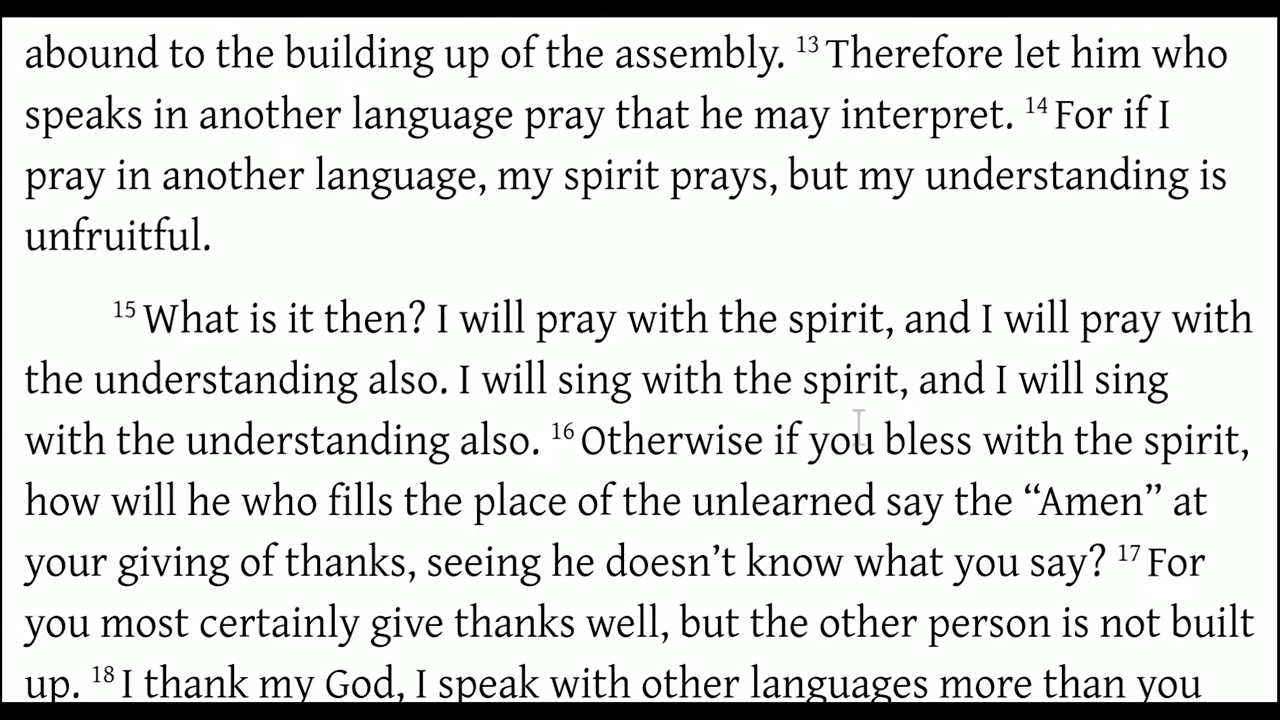 abound to the building up of the assembly. 13 Therefore let him who
speaks in another language pray that he may interpret. 14 For if I
pray in another language, my spirit prays, but my understanding is
unfruitful.
15 What is it then? I will pray with the spirit, and I will pray with
the understanding also. I will sing with the spirit, and I will sing
with the understanding also. 16 Otherwise if you bless with the spirit,
how will he who fills the place of the unlearned say the “Amen” at
your giving of thanks, seeing he doesn’t know what you say? 17 For
you most certainly give thanks well, but the other person is not built
up. 18 I thank my God, I speak with other languages more than you